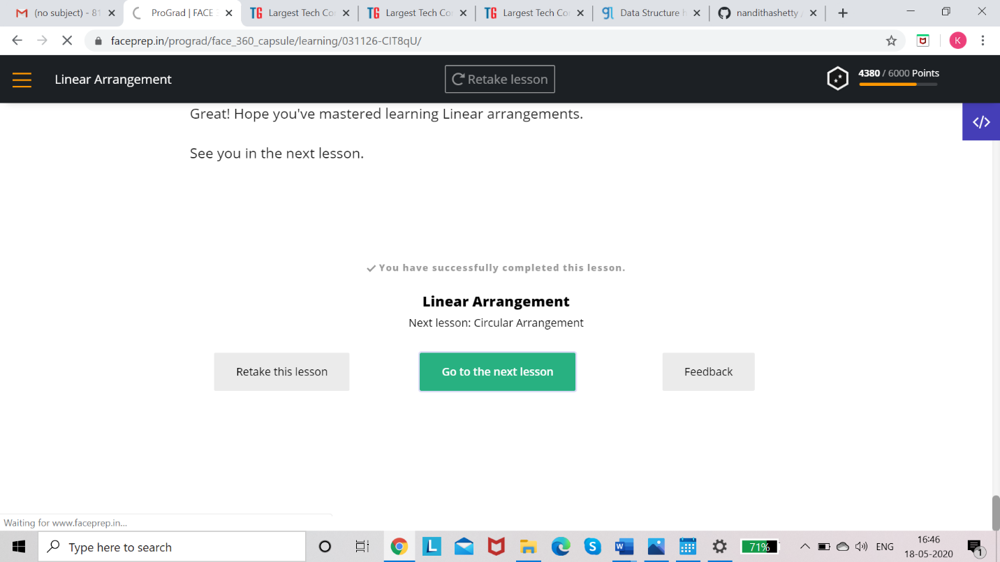 (no subject) - 81
ProGrad | FACE
Largest Tech Co
Largest Tech Co
Largest Tech Co
Data Structure
nandithashetty
faceprep.in/prograd/face_360_capsule/learning/031126-CIT8qU/
K
Linear Arrangement
Retake lesson
4380 / 6000 Points
Great! Hope you've mastered learning Linear arrangements.
</>
See you in the next lesson.
You have successfully completed this lesson.
Linear Arrangement
Next lesson: Circular Arrangement
Retake this lesson
Go to the next lesson
Feedback
Waiting for www.faceprep.in...
Type here to search
71%
ENG
16:46
18-05-2020
1